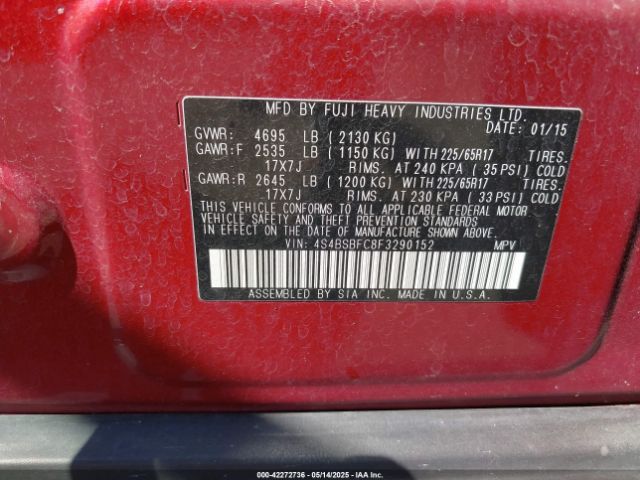 MFD BY FUJI HEAVY INDUSTRIES LTD.
DATE: 01/15
GVWR: 4695 LB (2130 KG)
GAWR:F 2535 LB (1150 KG) WITH 225/65R17 TIRES.
17X7J RIMS. AT 240 KPA ( 35 PSI) COLD
GAWR:R 2645 LB (1200 KG) WITH 225/65R17 TIRES.
17X7J RIMS. AT 230 KPA ( 33 PSI) COLD
THIS VEHICLE CONFORMS TO ALL APPLICABLE FEDERAL MOTOR
VEHICLE SAFETY AND THEFT PREVENTION STANDARDS
IN EFFECT ON THE DATE OF MANUFACTURE SHOWN ABOVE.
VIN: 4S4BSBFC8F3290152 MPV
ASSEMBLED BY SIA INC. MADE IN U.S.A.
000-42272736 05/14/2025 IAAI.CA